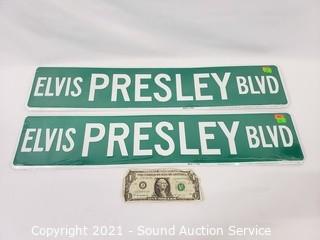 ELVIS PRESLEY BLVD
ELVIS PRESLEY BLVD
Copyright 2021 - Sound Auction Service